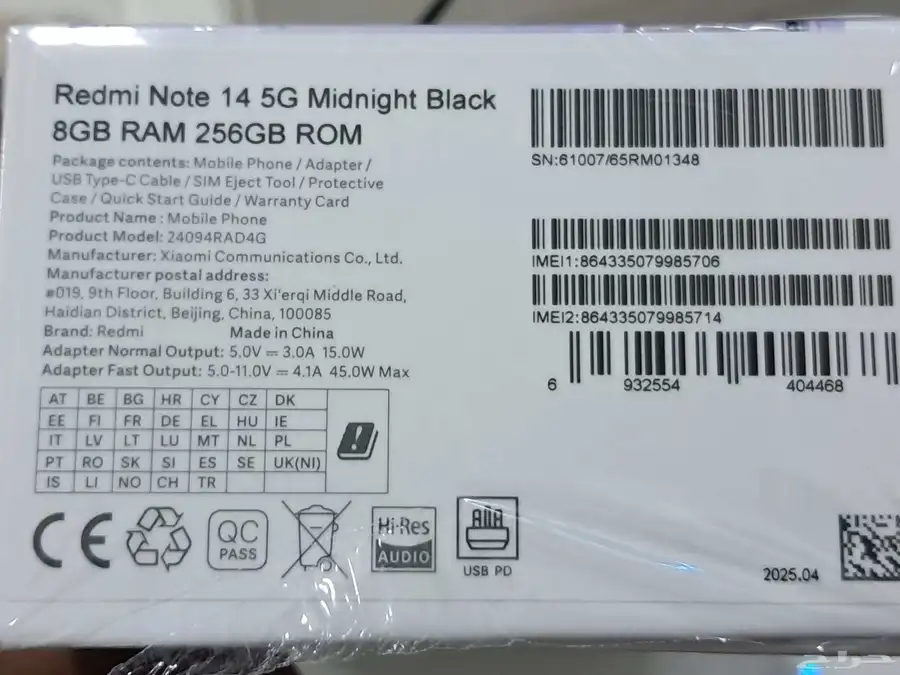 Redmi Note 14 5G Midnight Black
8GB RAM 256GB ROM
Package contents: Mobile Phone / Adapter /
USB Type-C Cable / SIM Eject Tool / Protective
Case / Quick Start Guide / Warranty Card
Product Name : Mobile Phone
Product Model: 24094RAD4G
Manufacturer: Xiaomi Communications Co., Ltd.
Manufacturer postal address:
#019, 9th Floor, Building 6, 33 Xi'erqi Middle Road,
Haidian District, Beijing, China, 100085
Brand: Redmi Made in China
Adapter Normal Output: 5.0V ⎓ 3.0A 15.0W
Adapter Fast Output: 5.0-11.0V ⎓ 4.1A 45.0W Max
AT BE BG HR CY CZ DK
EE FI FR DE EL HU IE
IT LV LT LU MT NL PL
PT RO SK SI ES SE UK(NI)
IS LI NO CH TR
CE
QC
PASS
Hi-Res
AUDIO
USB PD
SN:61007/65RM01348
IMEI1:864335079985706
IMEI2:864335079985714
6 932554 404468
2025.04
حراج